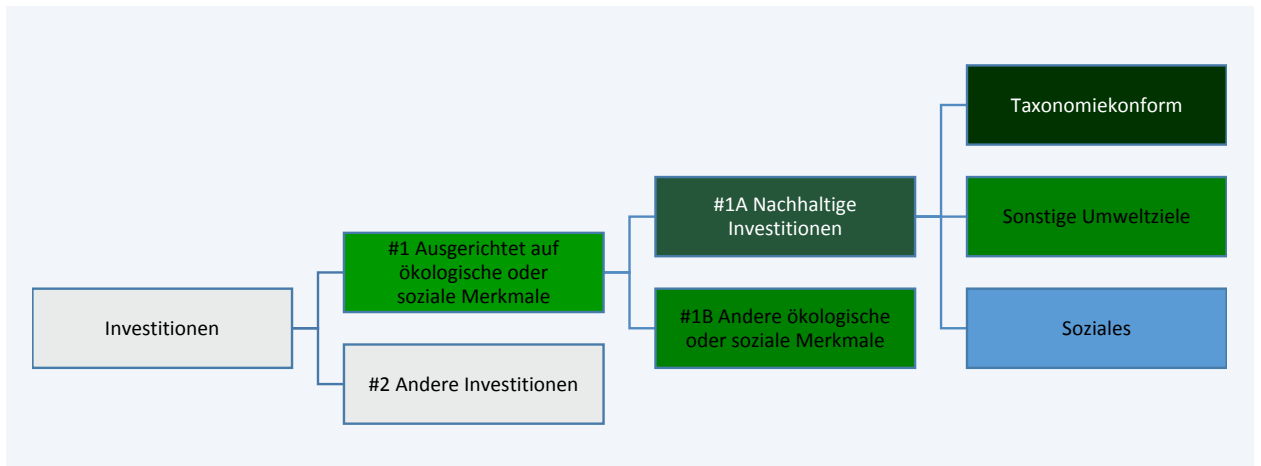 Investitionen
#1 Ausgerichtet auf
ökologische oder
soziale Merkmale
#2 Andere Investitionen
#1A Nachhaltige
Investitionen
#1B Andere ökologische
oder soziale Merkmale
Taxonomiekonform
Sonstige Umweltziele
Soziales